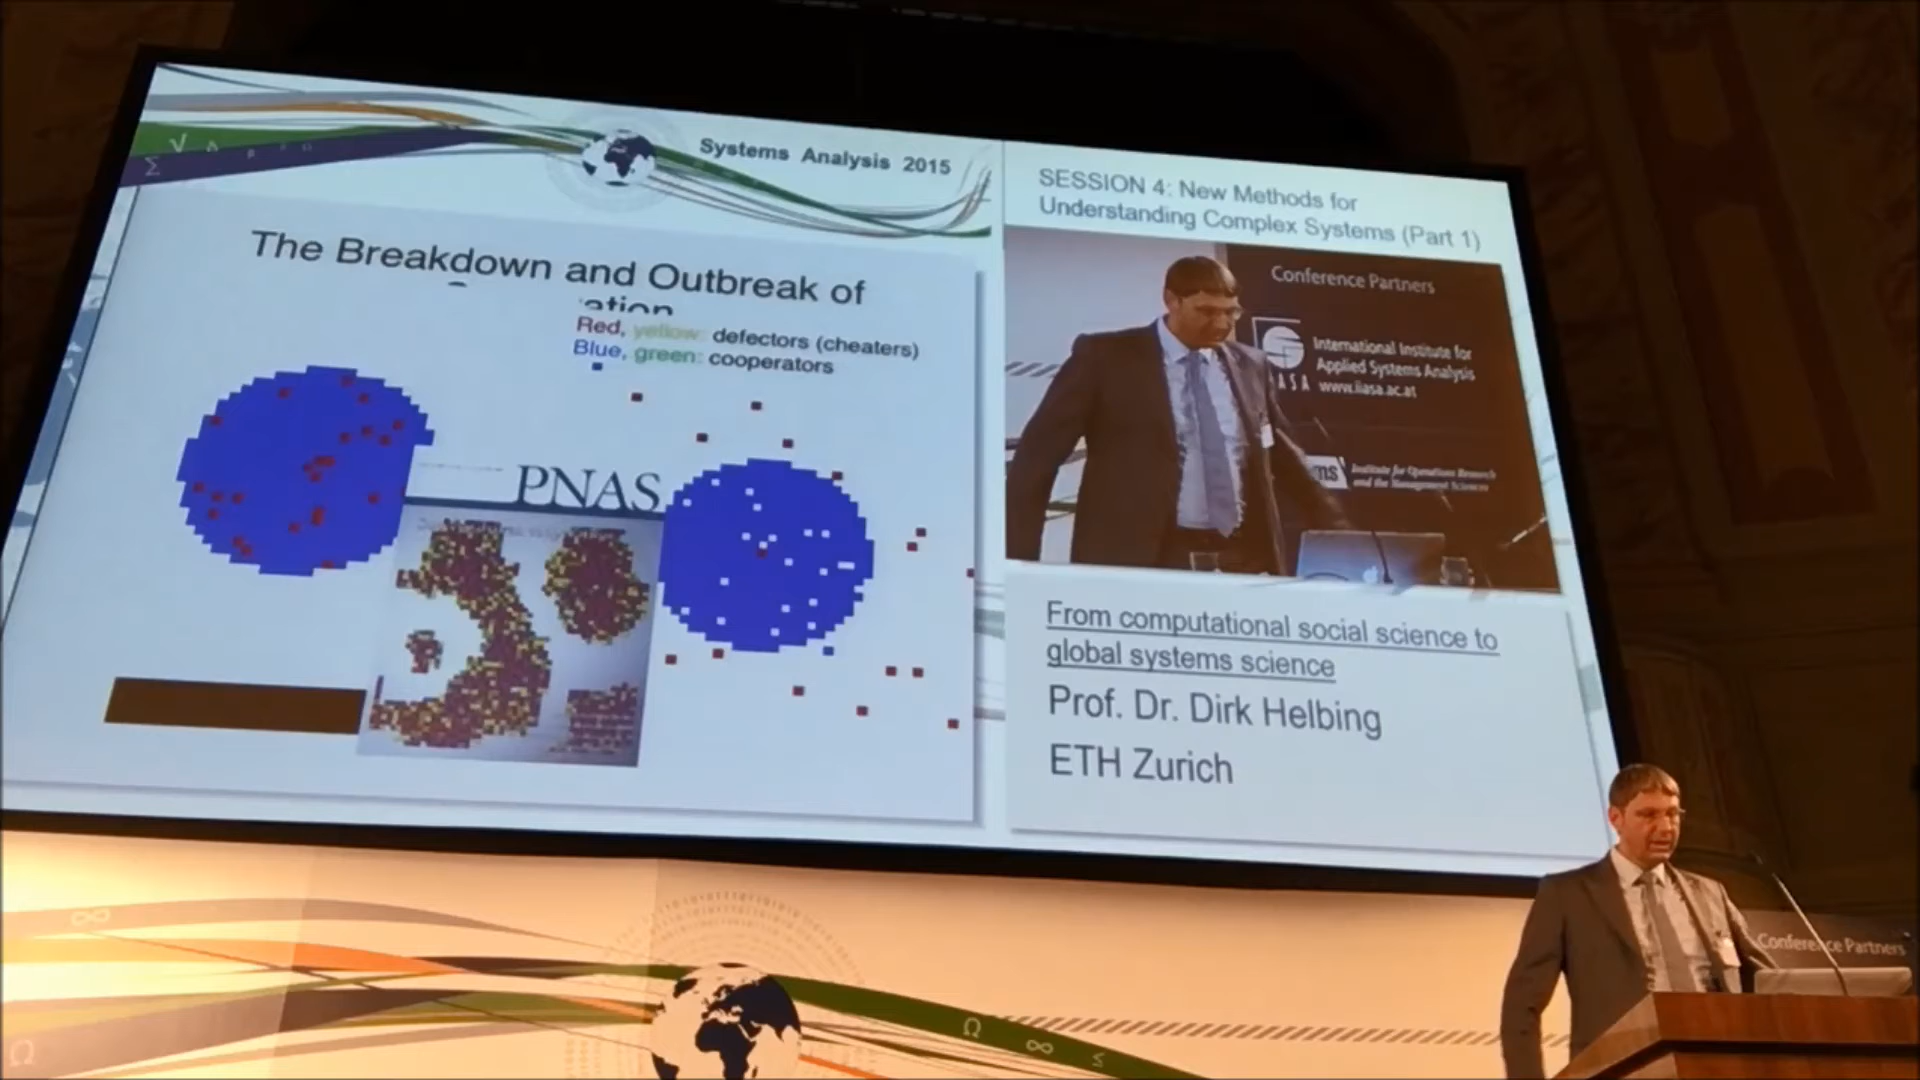 Systems Analysis 2015
The Breakdown and Outbreak of
ation
Red, yellow: defectors (cheaters)
Blue, green: cooperators
PNAS
SESSION 4: New Methods for
Understanding Complex Systems (Part 1)
Conference Partners
International Institute for
Applied Systems Analysis
ASA www.iiasa.ac.at
ms Institute for Operations Research
and the Management Sciences
From computational social science to
global systems science
Prof. Dr. Dirk Helbing
ETH Zurich
Conference Partners